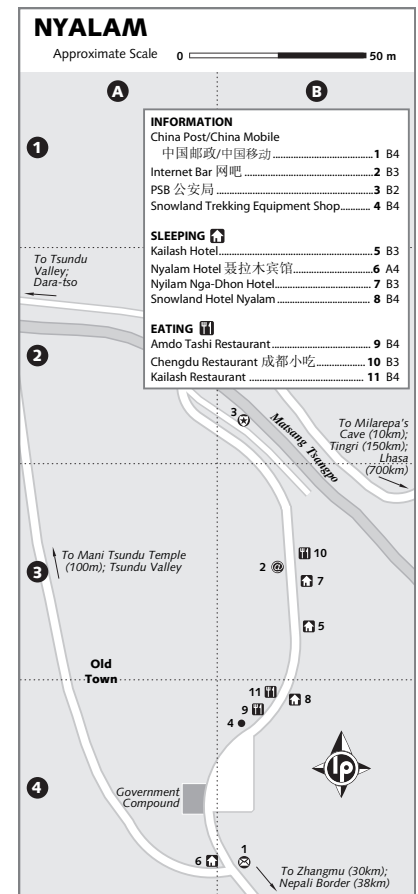 NYALAM
Approximate Scale 0 50 m
A B
1
INFORMATION
China Post/China Mobile
中国邮政/中国移动 1 B4
Internet Bar 网吧 2 B3
PSB 公安局 3 B2
Snowland Trekking Equipment Shop 4 B4
SLEEPING
Kailash Hotel 5 B3
Nyalam Hotel 聂拉木宾馆 6 A4
Nyilam Nga-Dhon Hotel 7 B3
Snowland Hotel Nyalam 8 B4
EATING
Amdo Tashi Restaurant 9 B4
Chengdu Restaurant 成都小吃 10 B3
Kailash Restaurant 11 B4
To Tsundu
Valley;
Dara-tso
2
3
Matsang Tsangpo
To Milarepa's
Cave (10km);
Tingri (150km);
Lhasa
(700km)
To Mani Tsundu Temple
(100m); Tsundu Valley
10
2 @
7
3
5
Old
Town
11
8
9
4
4
Government
Compound
lp
6
1
To Zhangmu (30km);
Nepali Border (38km)